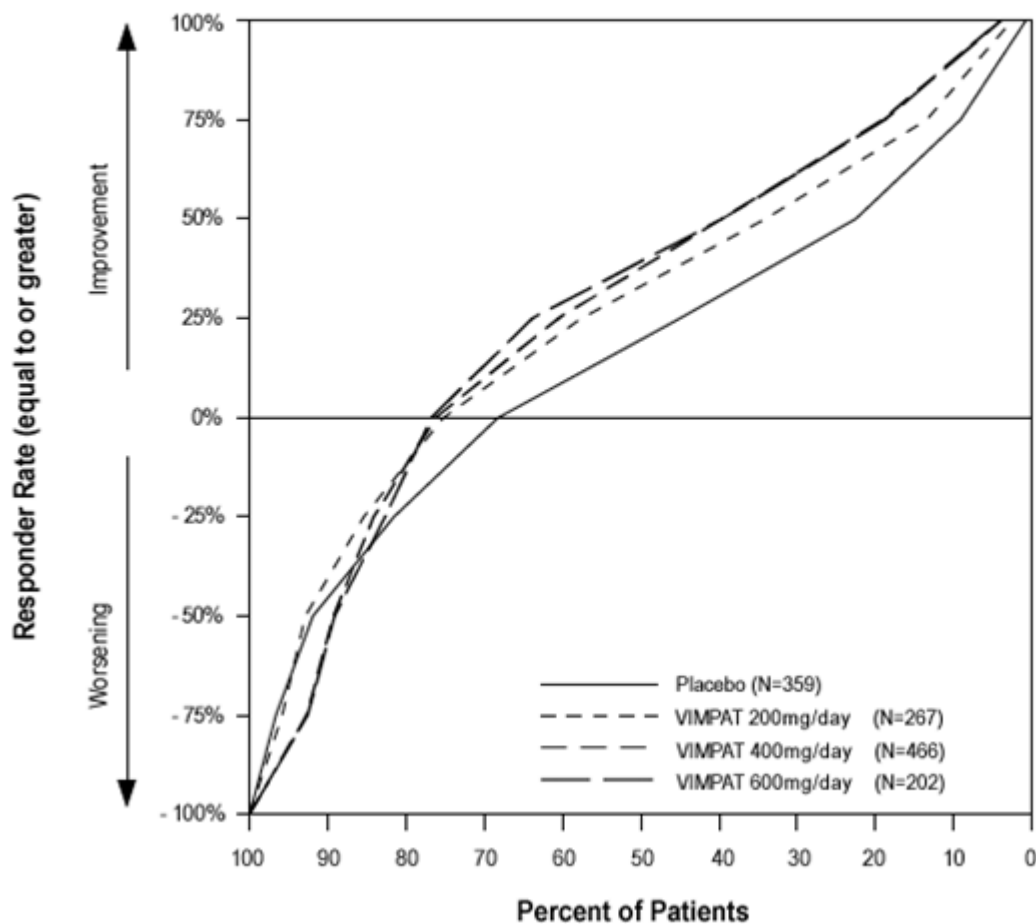 Responder Rate (equal to or greater)
Improvement
Worsening
100%
75%
50%
25%
0%
- 25%
- 50%
- 75%
- 100%
Placebo (N=359)
VIMPAT 200mg/day (N=267)
VIMPAT 400mg/day (N=466)
VIMPAT 600mg/day (N=202)
100 90 80 70 60 50 40 30 20 10 0
Percent of Patients